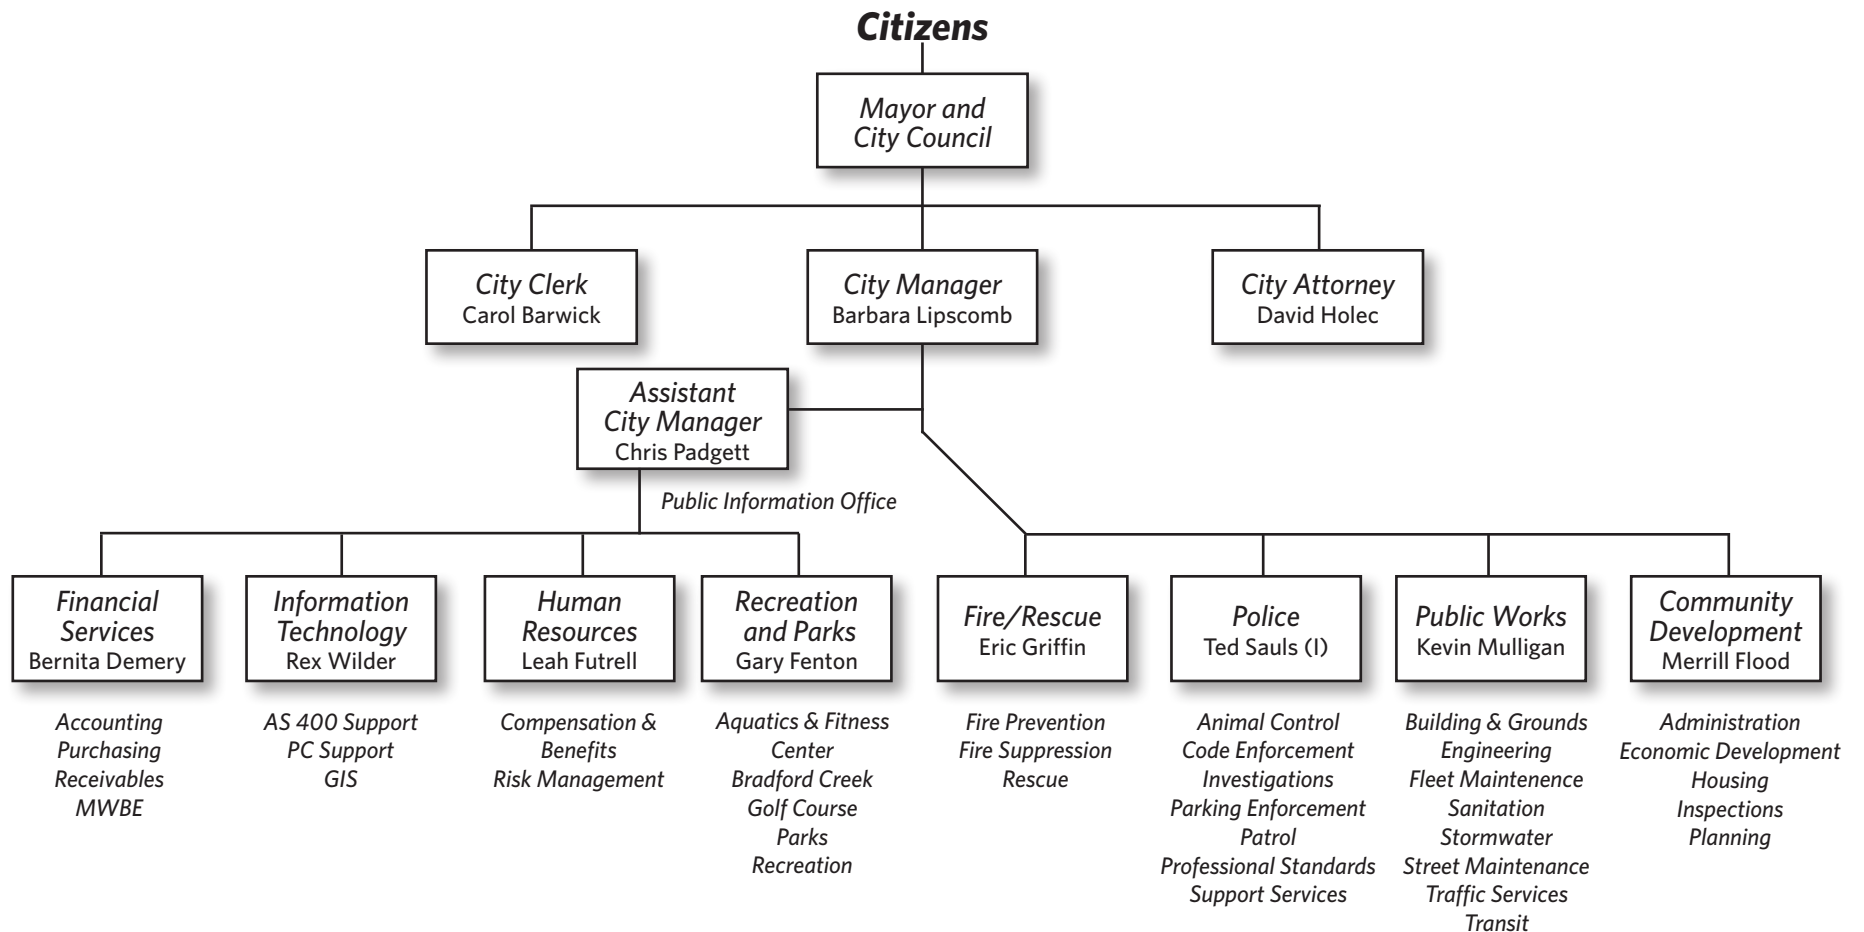 Citizens
Mayor and
City Council
City Clerk
Carol Barwick
City Manager
Barbara Lipscomb
City Attorney
David Holec
Assistant
City Manager
Chris Padgett
Public Information Office
Financial
Services
Bernita Demery
Information
Technology
Rex Wilder
Human
Resources
Leah Futrell
Recreation
and Parks
Gary Fenton
Fire/Rescue
Eric Griffin
Police
Ted Sauls (I)
Public Works
Kevin Mulligan
Community
Development
Merrill Flood
Accounting
Purchasing
Receivables
MWBE
AS 400 Support
PC Support
GIS
Compensation &
Benefits
Risk Management
Aquatics & Fitness
Center
Bradford Creek
Golf Course
Parks
Recreation
Fire Prevention
Fire Suppression
Rescue
Animal Control
Code Enforcement
Investigations
Parking Enforcement
Patrol
Professional Standards
Support Services
Building & Grounds
Engineering
Fleet Maintenence
Sanitation
Stormwater
Street Maintenance
Traffic Services
Transit
Administration
Economic Development
Housing
Inspections
Planning